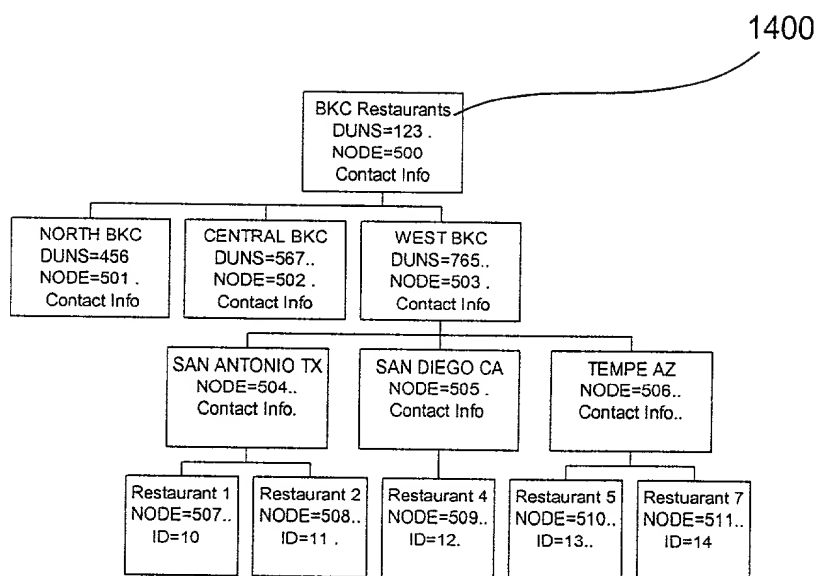 1400
BKC Restaurants
DUNS=123 .
NODE=500
Contact Info
NORTH BKC
DUNS=456
NODE=501 .
Contact Info
CENTRAL BKC
DUNS=567..
NODE=502 .
Contact Info
WEST BKC
DUNS=765..
NODE=503 .
Contact Info
SAN ANTONIO TX
NODE=504..
Contact Info.
SAN DIEGO CA
NODE=505 .
Contact Info
TEMPE AZ
NODE=506..
Contact Info..
Restaurant 1
NODE=507..
ID=10
Restaurant 2
NODE=508..
ID=11 .
Restaurant 4
NODE=509..
ID=12.
Restaurant 5
NODE=510..
ID=13..
Restuarant 7
NODE=511..
ID=14